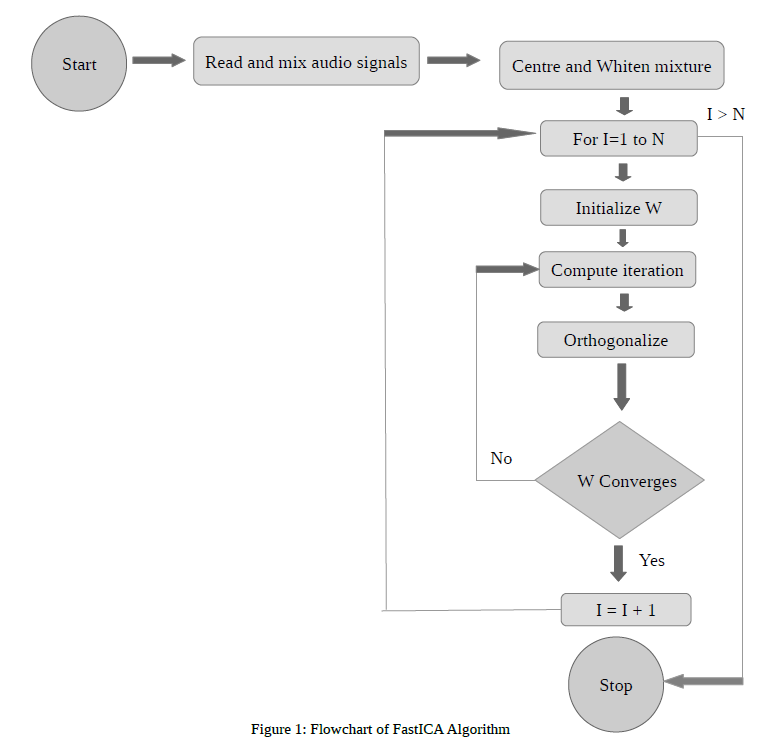 Start
Read and mix audio signals
Centre and Whiten mixture
I > N
For I=1 to N
Initialize W
Compute iteration
Orthogonalize
No
W Converges
Yes
I = I + 1
Stop
Figure 1: Flowchart of FastICA Algorithm